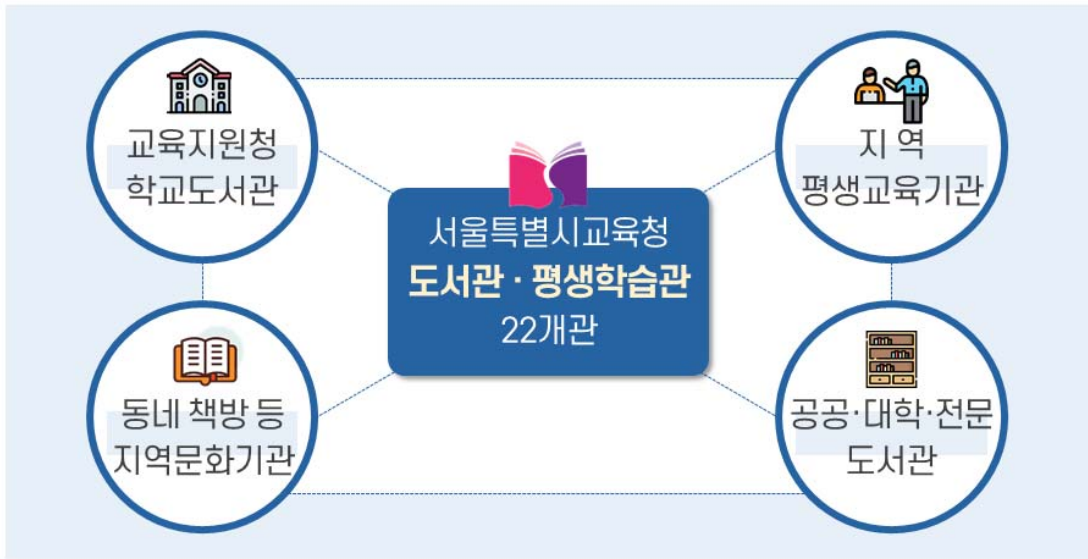 교육지원청
학교도서관
지 역
평생교육기관
서울특별시교육청
도서관 · 평생학습관
22개관
동네 책방 등
지역문화기관
공공·대학·전문
도서관